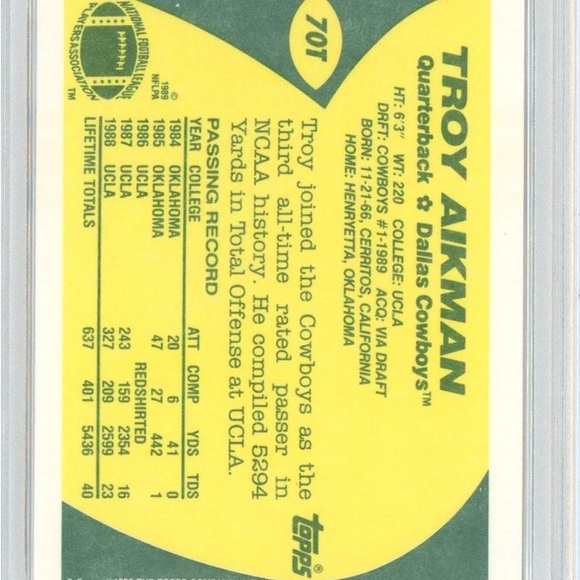 70T
TROY AIKMAN
Quarterback ✩ Dallas Cowboys™
HT: 6'3" WT: 220 COLLEGE: UCLA
DRFT: COWBOYS #1-1989 ACQ: VIA DRAFT
BORN: 11-21-66, CERRITOS, CALIFORNIA
HOME: HENRYETTA, OKLAHOMA
Troy joined the Cowboys as the
third all-time rated passer in
NCAA history. He compiled 5294
Yards in Total Offense at UCLA.
PASSING RECORD
YEAR COLLEGE ATT COMP YDS TDS
1984 OKLAHOMA 20 6 41 0
1985 OKLAHOMA 47 27 442 1
1986 UCLA REDSHIRTED
1987 UCLA 243 159 2354 16
1988 UCLA 327 209 2599 23
LIFETIME TOTALS 637 401 5436 40
NATIONAL FOOTBALL LEAGUE
PLAYERS ASSOCIATION
TM
© 1989
NFLPA
topps®